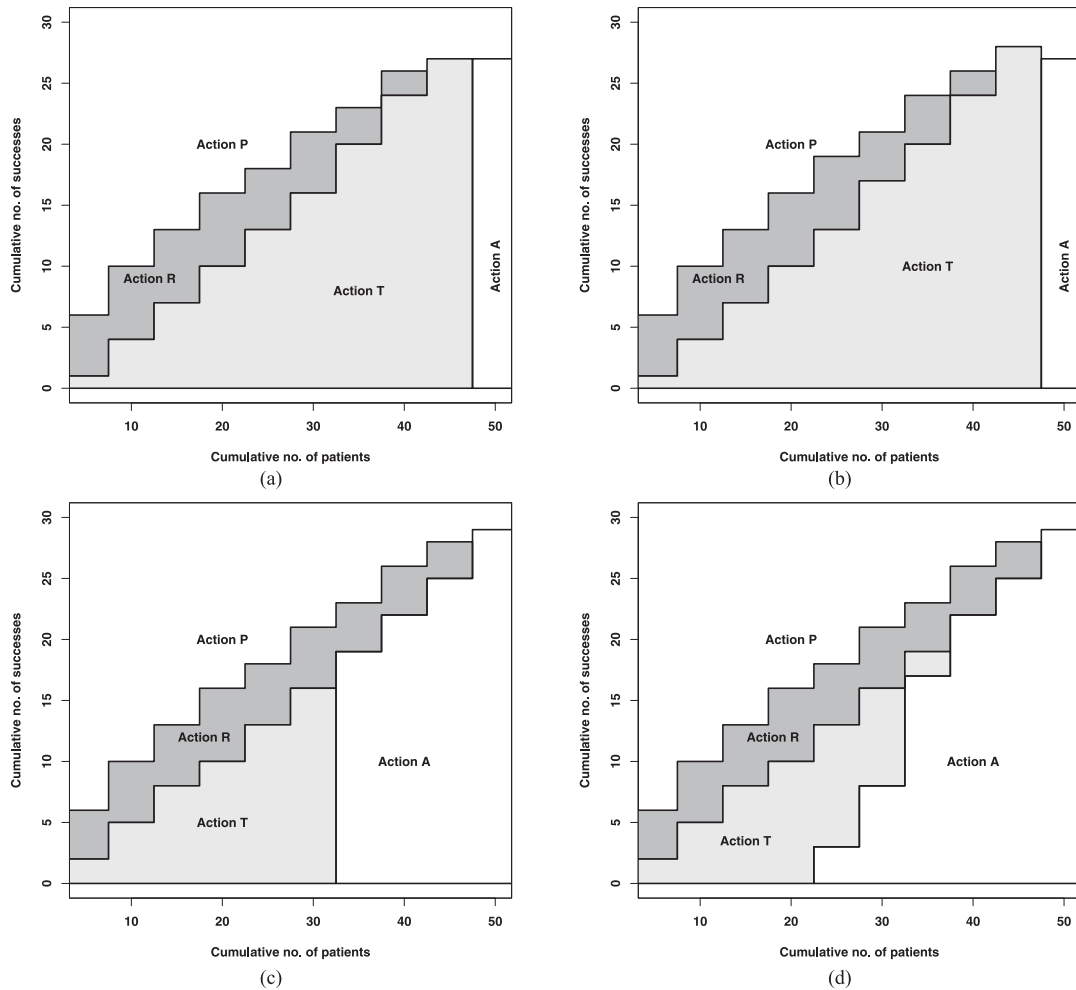 Cumulative no. of successes
30
25
20
15
10
5
0
Action P
Action R
Action T
Action A
10 20 30 40 50
Cumulative no. of patients
(a)
Cumulative no. of successes
30
25
20
15
10
5
0
Action P
Action R
Action T
Action A
10 20 30 40 50
Cumulative no. of patients
(b)
Cumulative no. of successes
30
25
20
15
10
5
0
Action P
Action R
Action A
Action T
10 20 30 40 50
Cumulative no. of patients
(c)
Cumulative no. of successes
30
25
20
15
10
5
0
Action P
Action R
Action A
Action T
10 20 30 40 50
Cumulative no. of patients
(d)